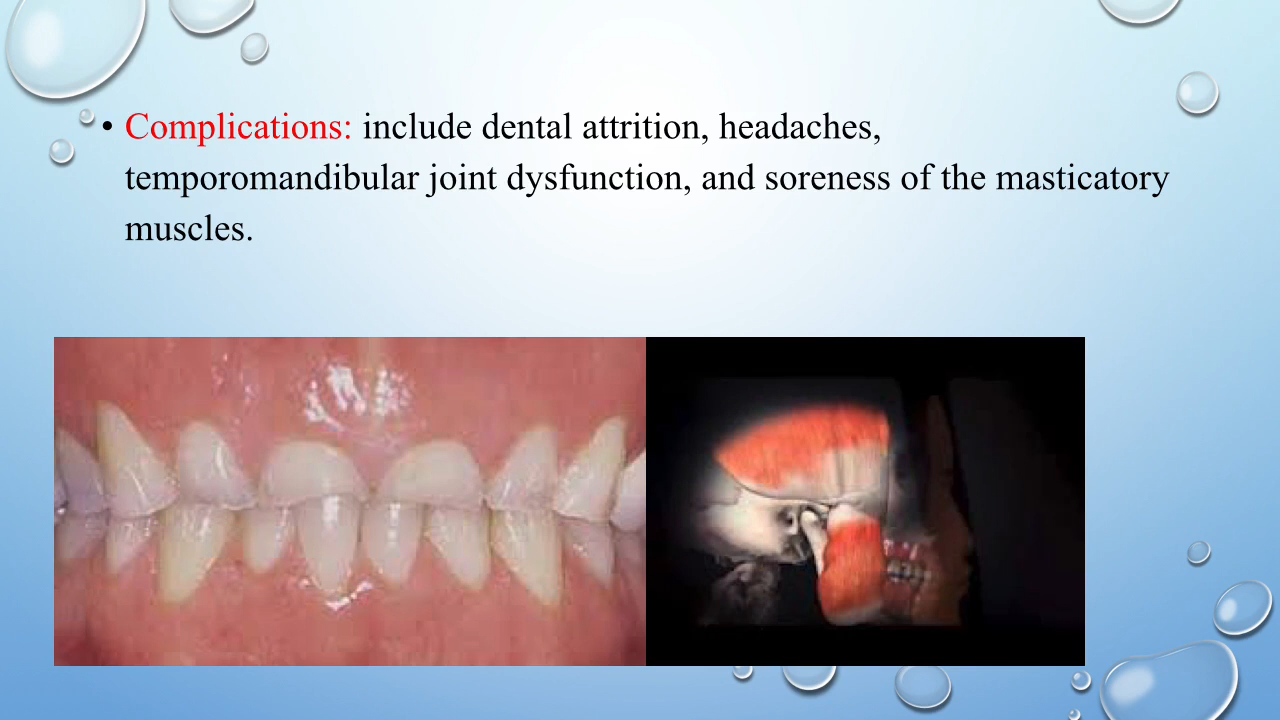 • Complications: include dental attrition, headaches,
temporomandibular joint dysfunction, and soreness of the masticatory
muscles.